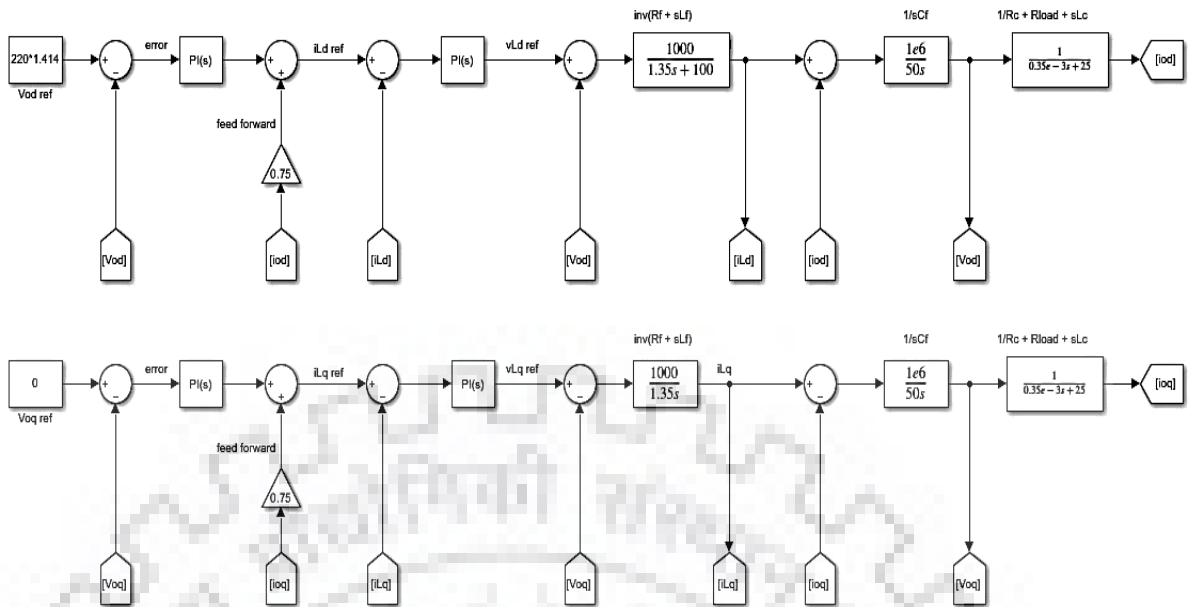 inv(Rf + sLf)
1/sCf
1/Rc + Rload + sLc
220*1.414
+
−
error
PI(s)
+
+
iLd ref
+
−
PI(s)
vLd ref
+
−
1000
1.35s + 100
+
−
1e6
50s
1
0.35e − 3s + 25
[iod]
Vod ref
feed forward
0.75
[Vod]
[iod]
[iLd]
[Vod]
[iLd]
[iod]
[Vod]
inv(Rf + sLf)
1/sCf
1/Rc + Rload + sLc
0
+
−
error
PI(s)
+
+
iLq ref
+
−
PI(s)
vLq ref
+
−
1000
1.35s
iLq
+
−
1e6
50s
1
0.35e − 3s + 25
[ioq]
Voq ref
feed forward
0.75
[Voq]
[ioq]
[iLq]
[Voq]
[iLq]
[ioq]
[Voq]